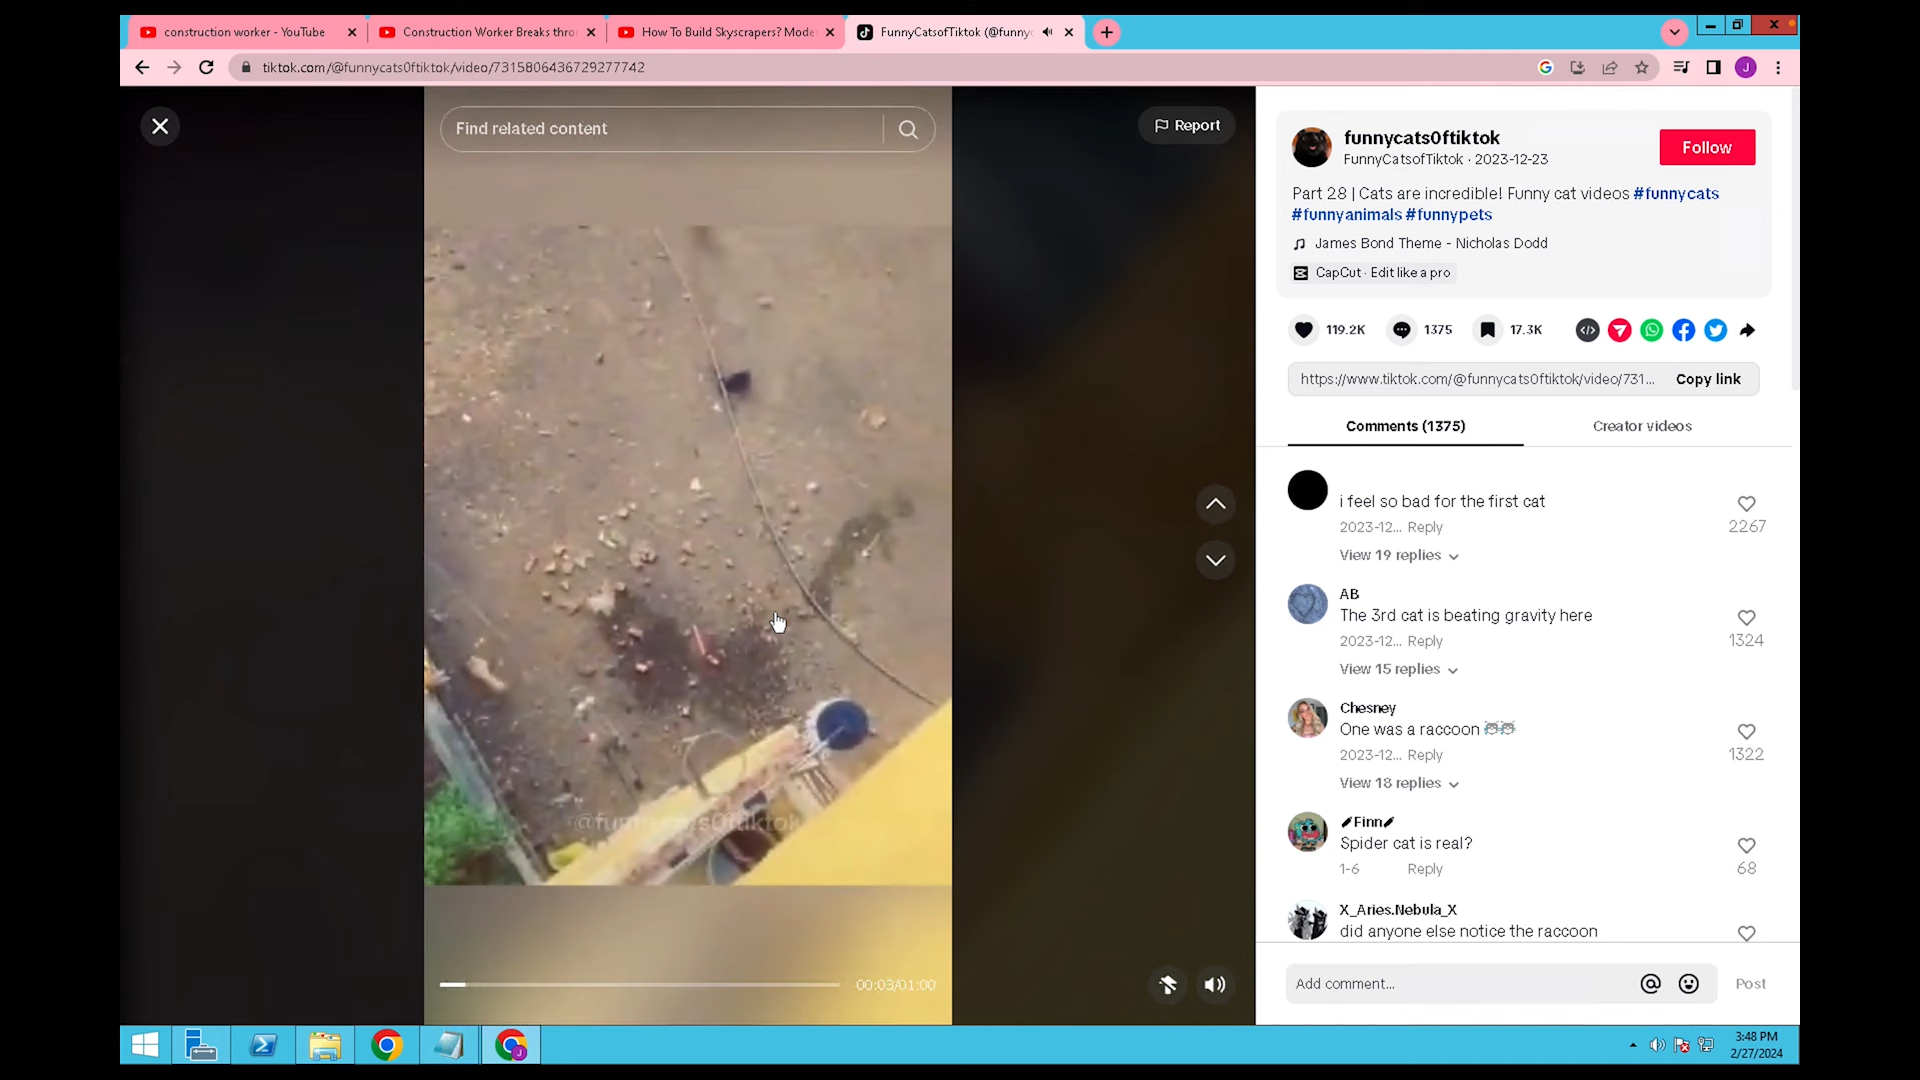 construction worker - YouTube
Construction Worker Breaks thro
How To Build Skyscrapers? Mode
FunnyCatsofTiktok (@funny
tiktok.com/@funnycats0ftiktok/video/7315806436729277742
J
Find related content
Report
funnycats0ftiktok
FunnyCatsofTiktok · 2023-12-23
Follow
Part 28 | Cats are incredible! Funny cat videos #funnycats
#funnyanimals #funnypets
James Bond Theme - Nicholas Dodd
CapCut · Edit like a pro
119.2K
1375
17.3K
https://www.tiktok.com/@funnycats0ftiktok/video/731...
Copy link
Comments (1375)
Creator videos
i feel so bad for the first cat
2267
2023-12... Reply
View 19 replies
AB
The 3rd cat is beating gravity here
1324
2023-12... Reply
View 15 replies
Chesney
One was a raccoon
1322
2023-12... Reply
View 18 replies
Finn
Spider cat is real?
68
1-6 Reply
X_Aries.Nebula_X
did anyone else notice the raccoon
@funnycats0ftiktok
00:03/01:00
Add comment...
Post
3:48 PM
2/27/2024